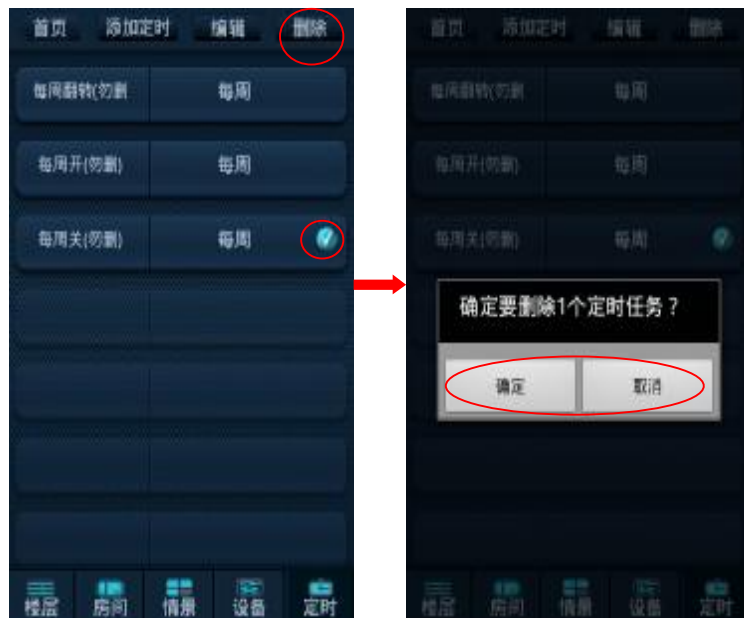 首页 添加定时 编辑 删除
每周翻转(勿删 每周
每周开(勿删) 每周
每周关(勿删) 每周
楼层 房间 情景 设备 定时
首页 添加定时 编辑 删除
每周翻转(勿删 每周
每周开(勿删) 每周
每周关(勿删) 每周
确定要删除1个定时任务？
确定 取消
楼层 房间 情景 设备 定时